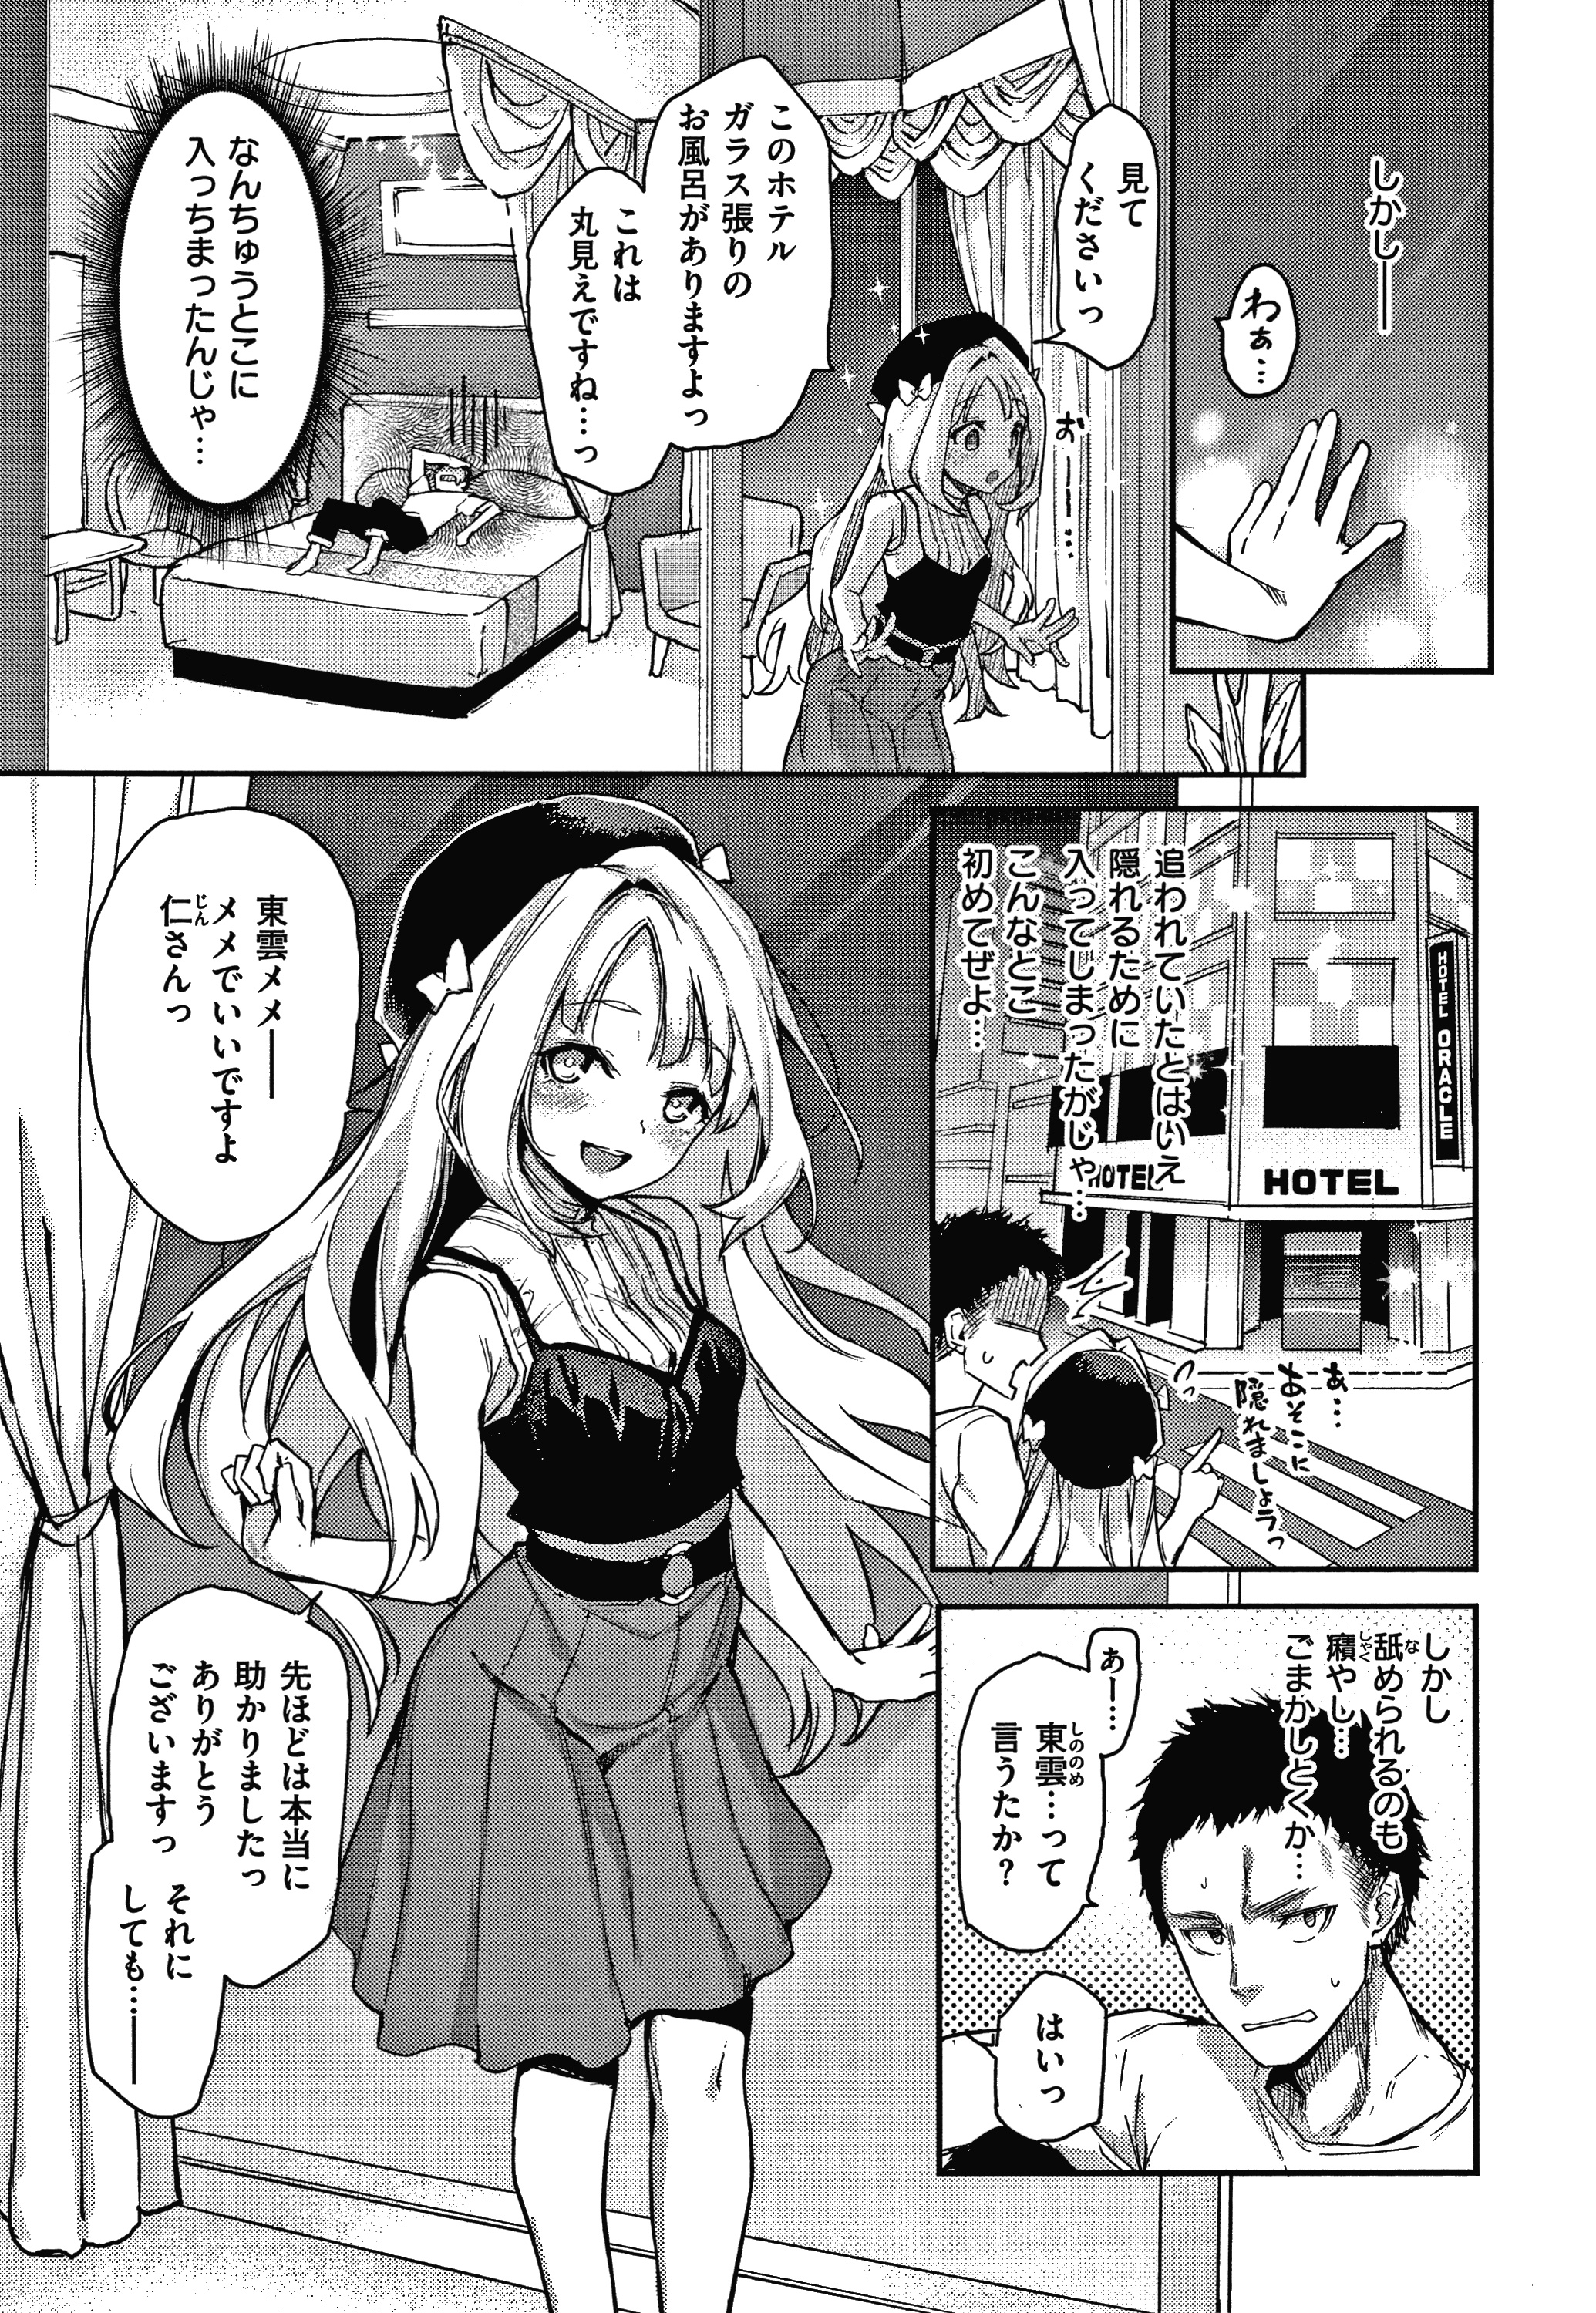 しかし――
わぁ…
見て
くださいっ
このホテル
ガラス張りの
お風呂がありますよっ
これは
丸見えですね…っ
おーー…
なんちゅうとこに
入っちまったんじゃ…
追われていたとはいえ
隠れるために
入ってしまったがじゃ…
こんなとこ
初めてぜよ…
HOTEL ORACLE
HOTEL
HOTEL
あ…
あそこに
隠れましょうっ
しかし
舐められるのも
癪やし…
ごまかしとくか…
あー…
東雲…って
言うたか?
はいっ
東雲メメ――
メメでいいですよ
仁さんっ
先ほどは本当に
助かりましたっ
ありがとう
ございますっ
それに
しても…――